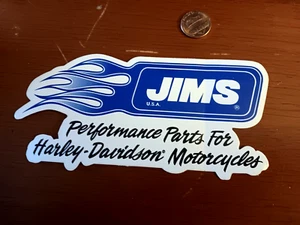 JIMS
U.S.A. ®
Performance Parts For
Harley-Davidson® Motorcycles